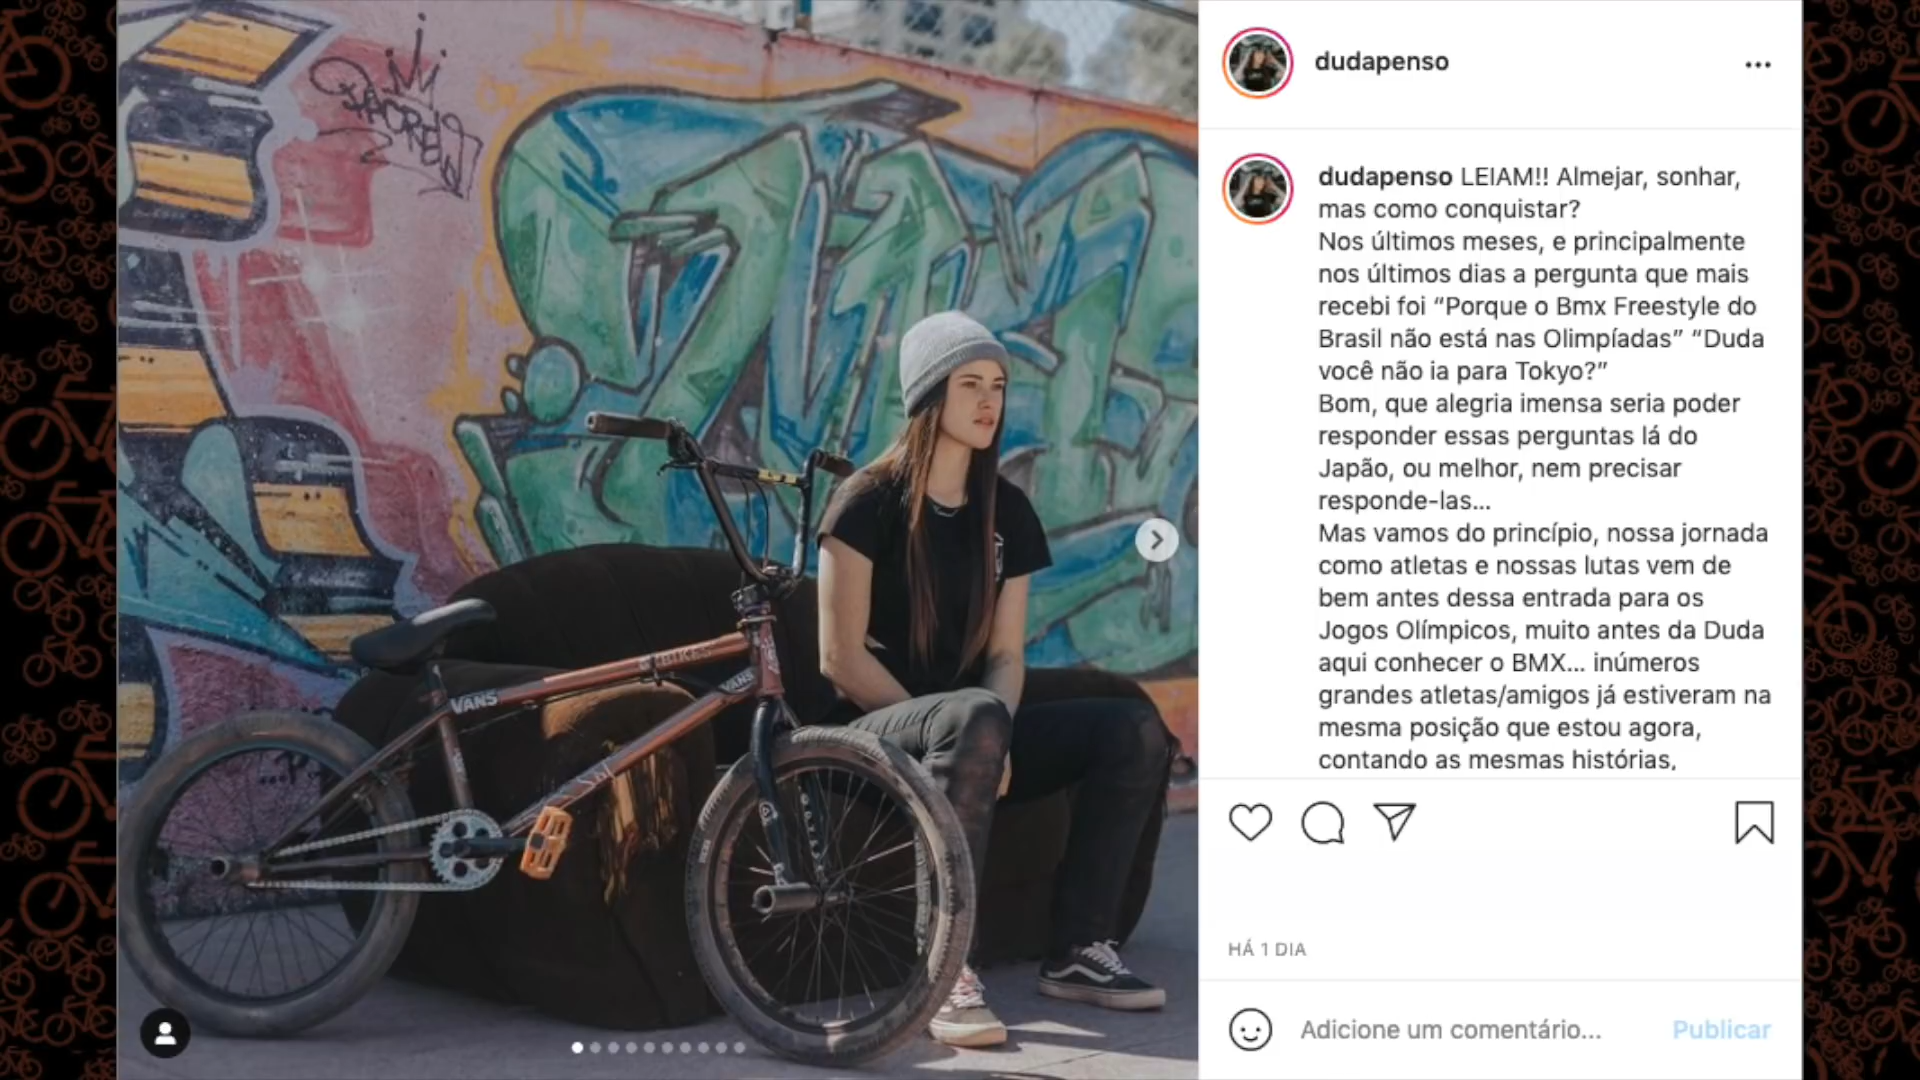 dudapenso
dudapenso LEIAM!! Almejar, sonhar,
mas como conquistar?
Nos últimos meses, e principalmente
nos últimos dias a pergunta que mais
recebi foi “Porque o Bmx Freestyle do
Brasil não está nas Olimpíadas” “Duda
você não ia para Tokyo?”
Bom, que alegria imensa seria poder
responder essas perguntas lá do
Japão, ou melhor, nem precisar
responde-las...
Mas vamos do princípio, nossa jornada
como atletas e nossas lutas vem de
bem antes dessa entrada para os
Jogos Olímpicos, muito antes da Duda
aqui conhecer o BMX... inúmeros
grandes atletas/amigos já estiveram na
mesma posição que estou agora,
contando as mesmas histórias,
HÁ 1 DIA
Adicione um comentário... Publicar
BIKES
VANS
VANS